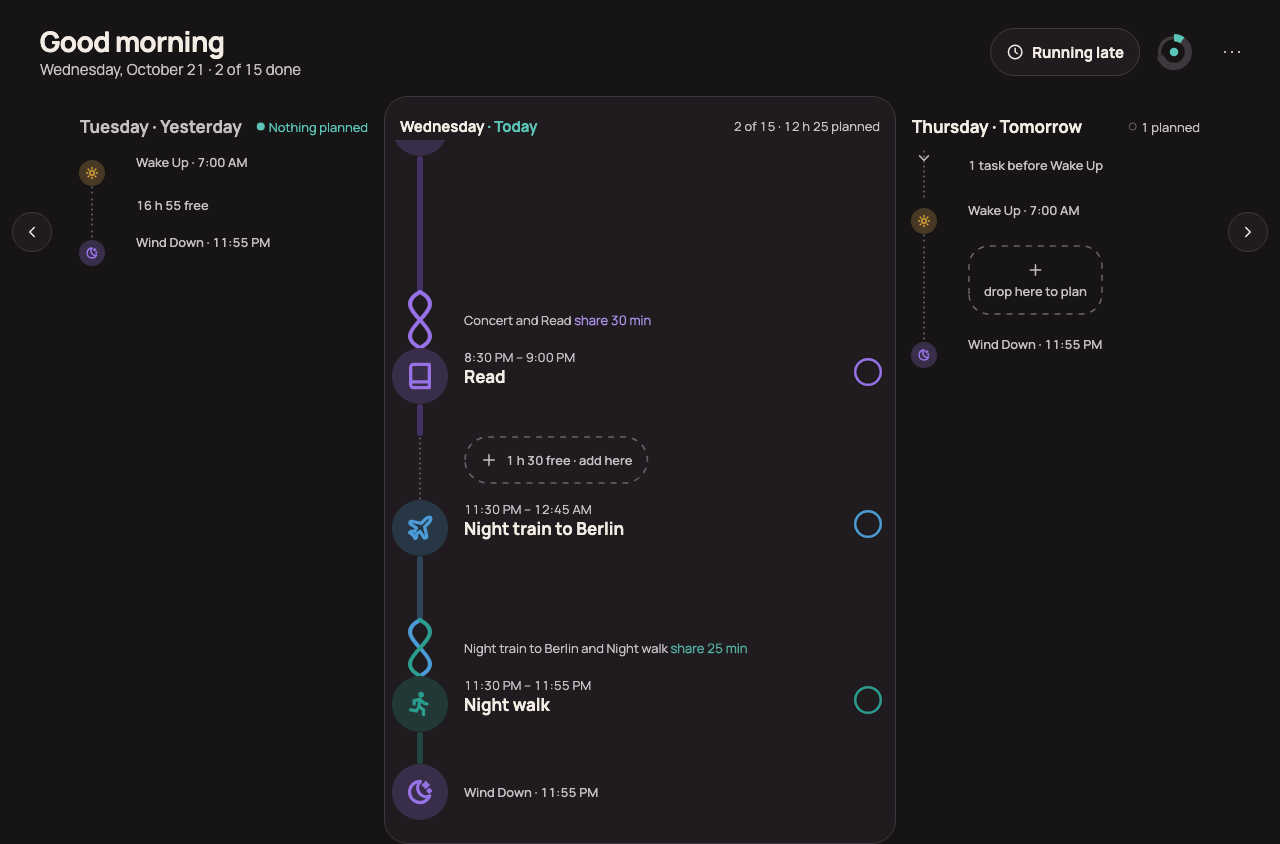 Good morning
Wednesday, October 21 · 2 of 15 done
Running late
Tuesday · Yesterday
Nothing planned
Wake Up · 7:00 AM
16 h 55 free
Wind Down · 11:55 PM
Wednesday · Today
2 of 15 · 12 h 25 planned
Concert and Read share 30 min
8:30 PM – 9:00 PM
Read
1 h 30 free · add here
11:30 PM – 12:45 AM
Night train to Berlin
Night train to Berlin and Night walk share 25 min
11:30 PM – 11:55 PM
Night walk
Wind Down · 11:55 PM
Thursday · Tomorrow
1 planned
1 task before Wake Up
Wake Up · 7:00 AM
drop here to plan
Wind Down · 11:55 PM